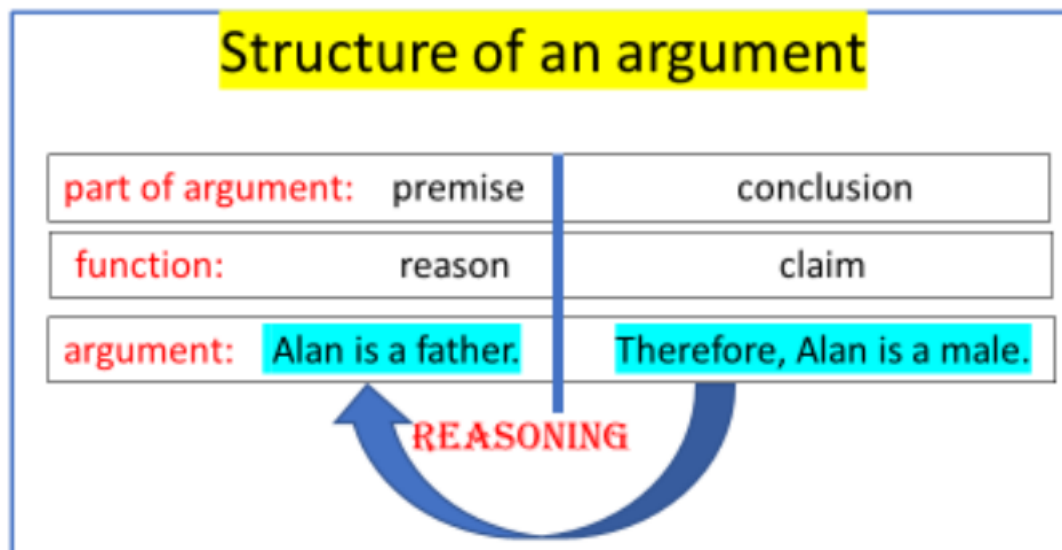 Structure of an argument
part of argument: premise conclusion
function: reason claim
argument: Alan is a father. Therefore, Alan is a male.
REASONING